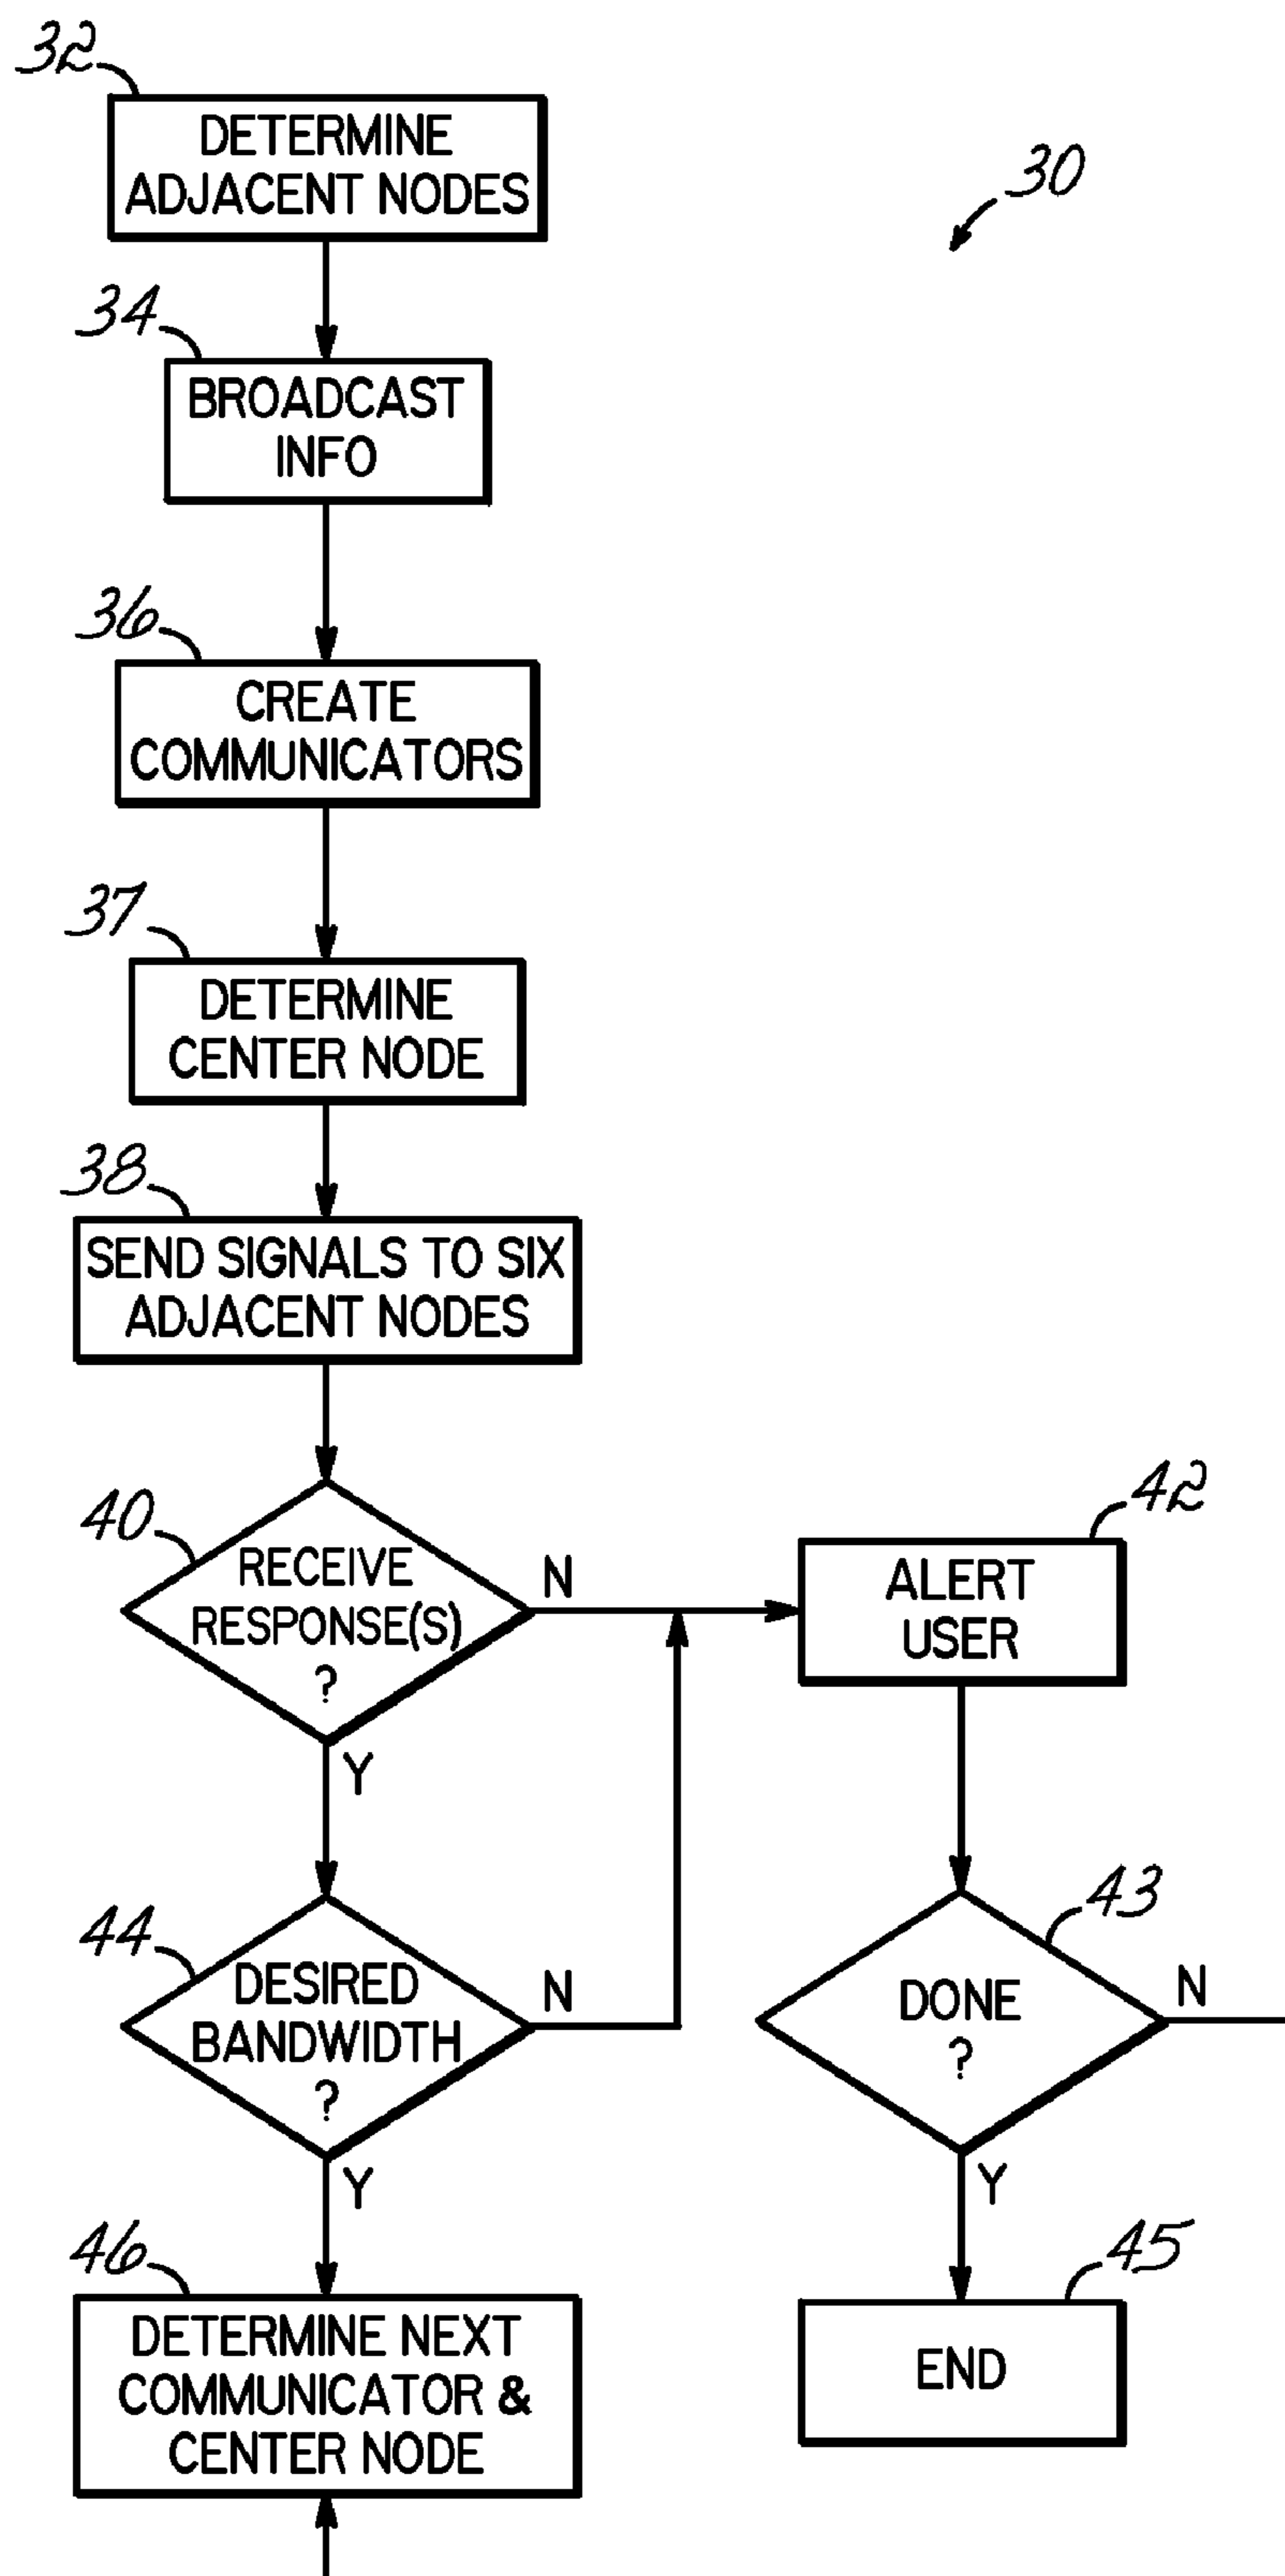 32
DETERMINE
ADJACENT NODES
30
34
BROADCAST
INFO
36
CREATE
COMMUNICATORS
37
DETERMINE
CENTER NODE
38
SEND SIGNALS TO SIX
ADJACENT NODES
40
RECEIVE
RESPONSE(S)
?
N
Y
42
ALERT
USER
44
DESIRED
BANDWIDTH
?
N
Y
43
DONE
?
N
Y
46
DETERMINE NEXT
COMMUNICATOR &
CENTER NODE
45
END